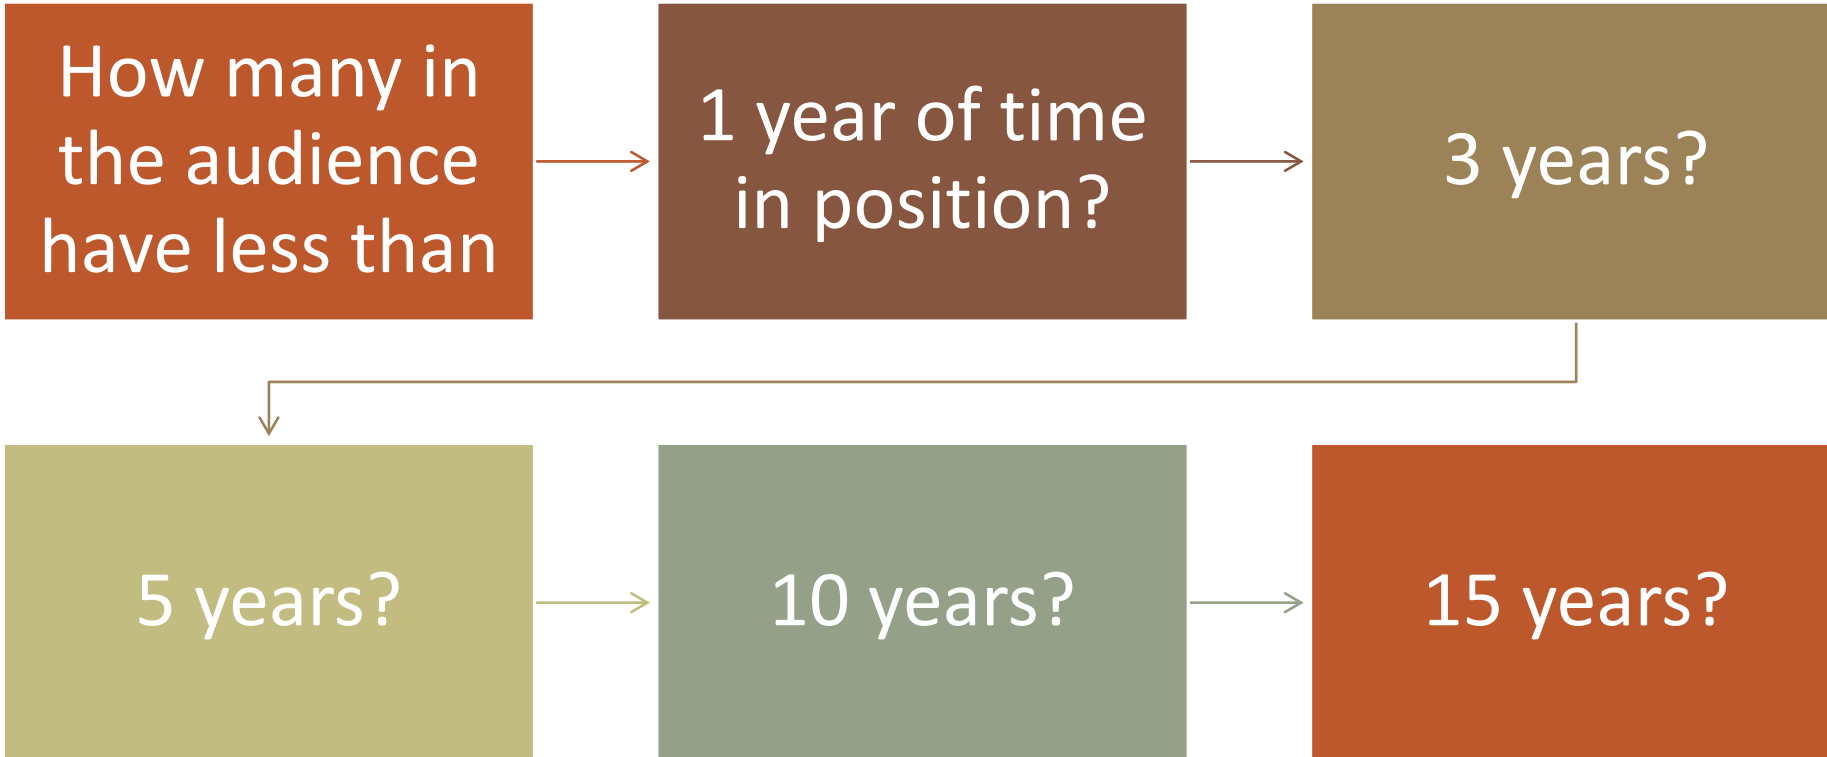 How many in
the audience
have less than
1 year of time
in position?
3 years?
5 years?
10 years?
15 years?